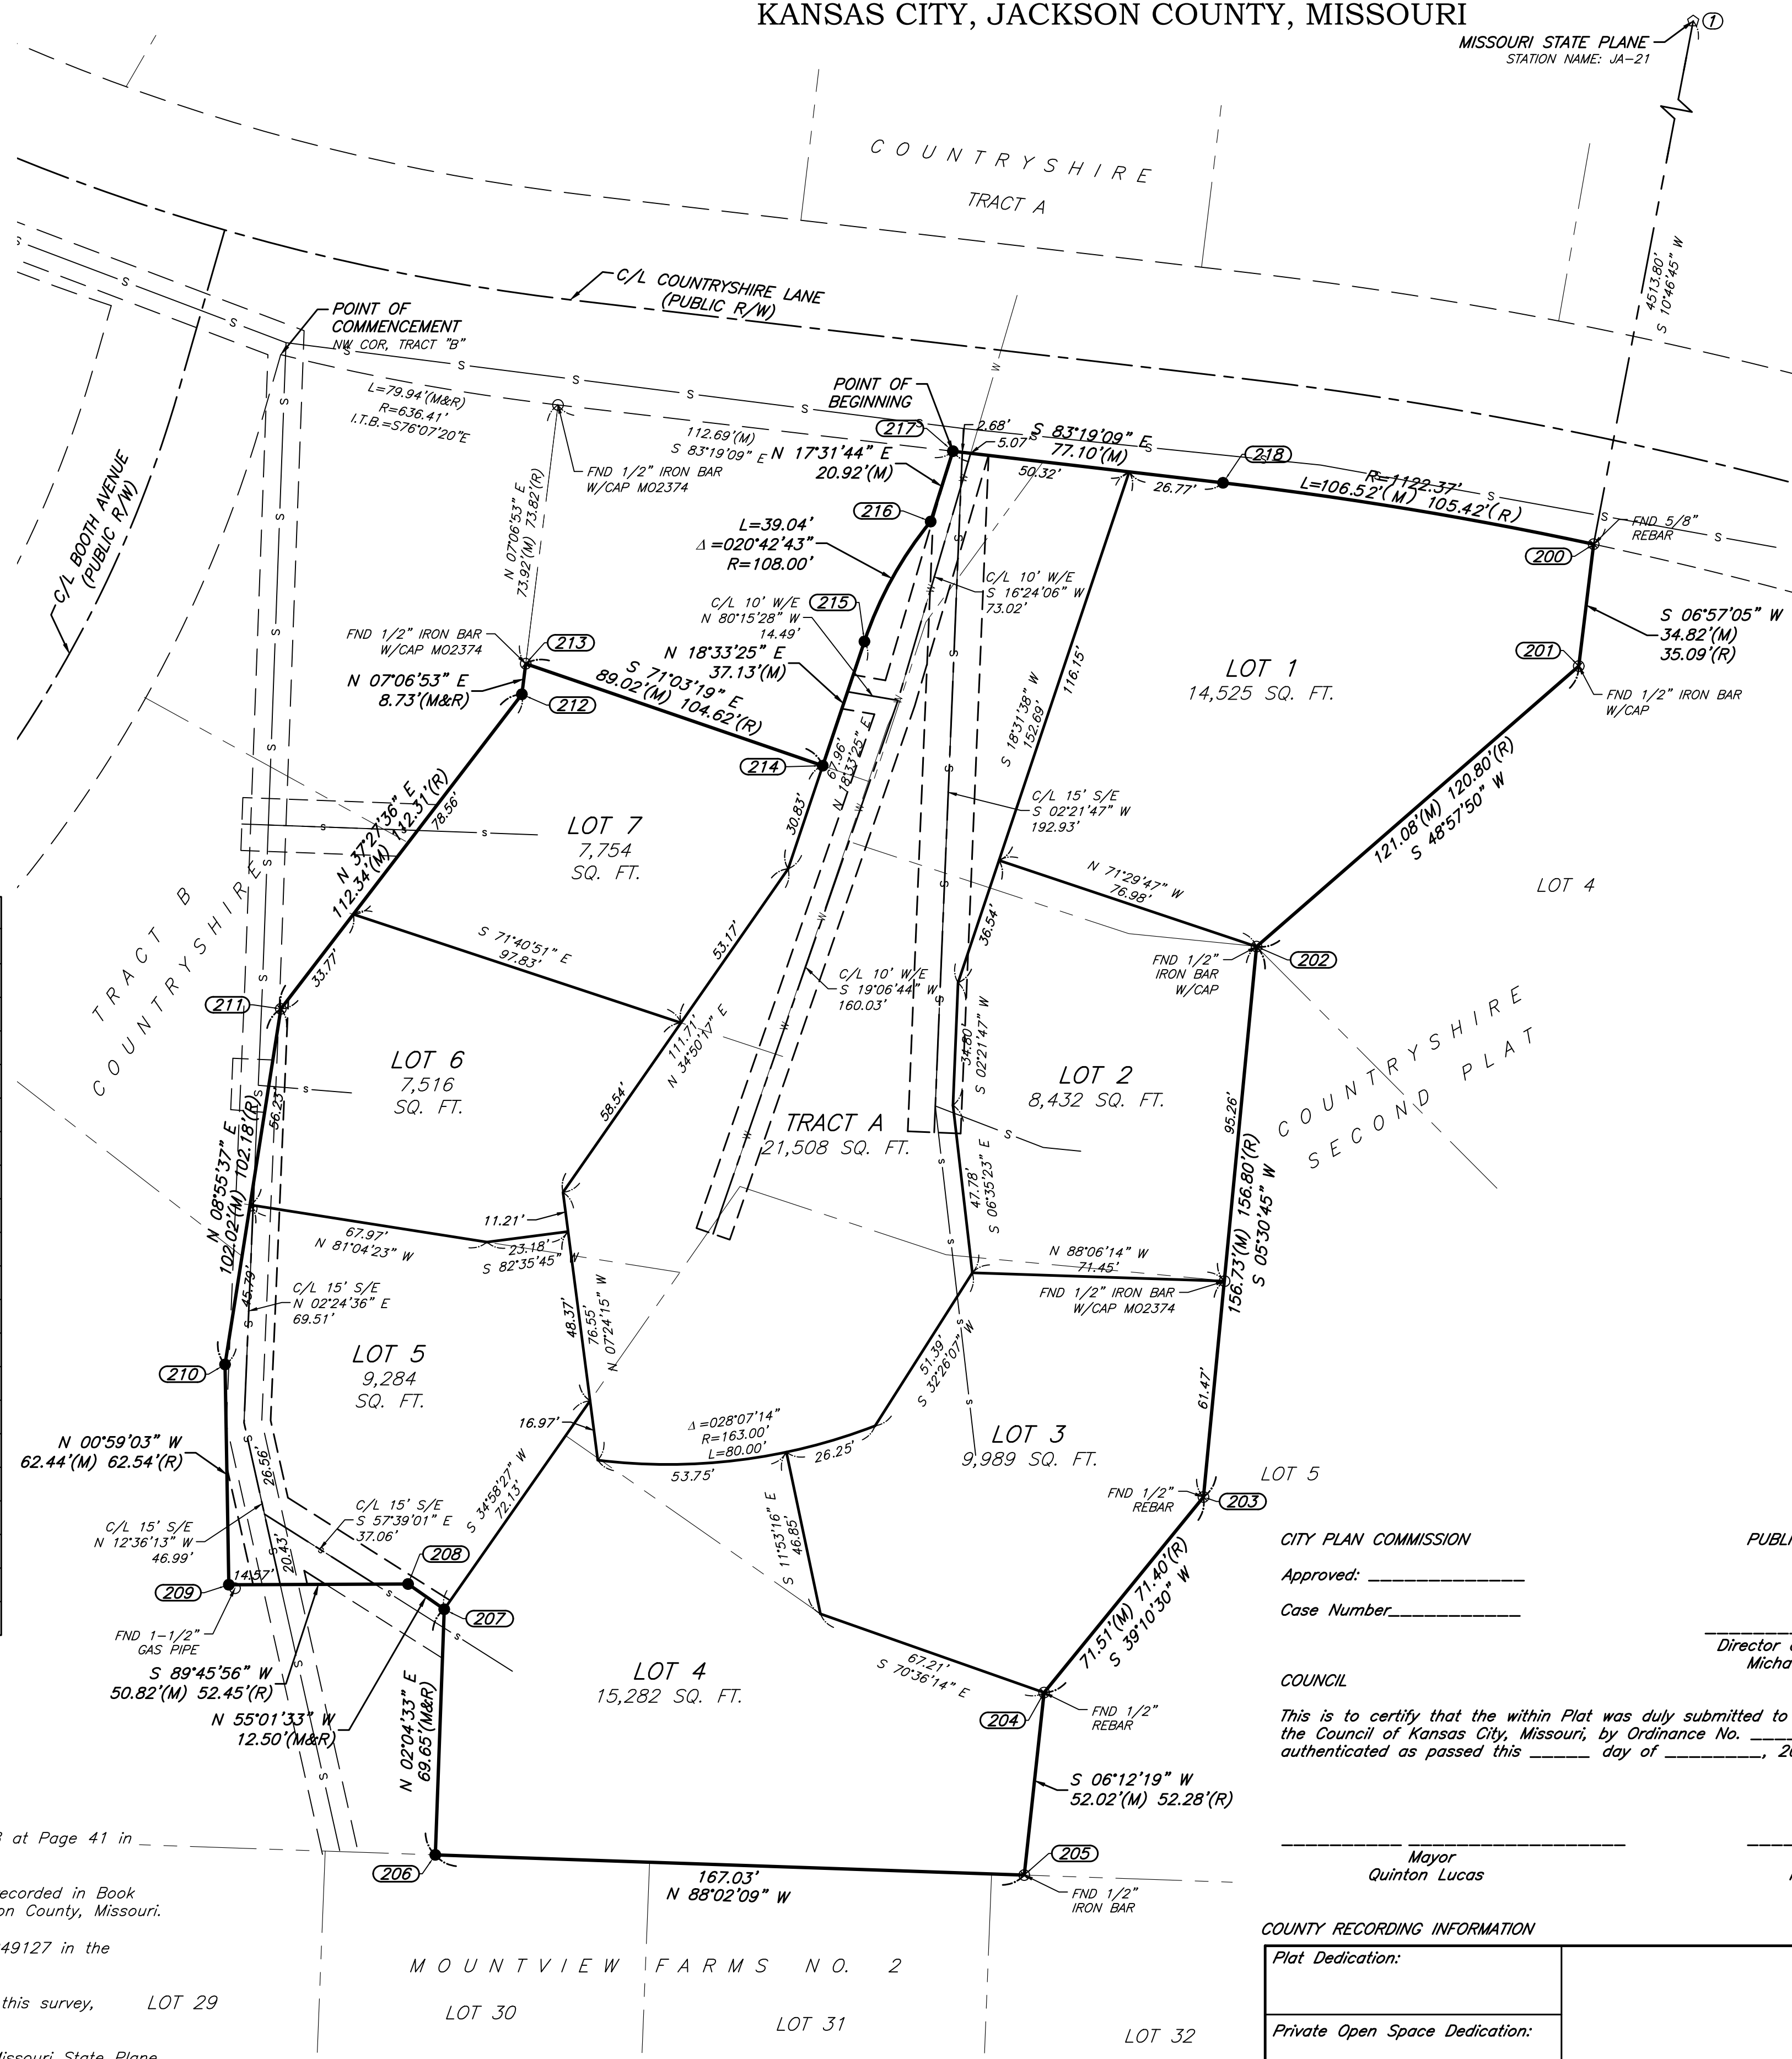 KANSAS CITY, JACKSON COUNTY, MISSOURI
MISSOURI STATE PLANE
STATION NAME: JA-21
1
COUNTRYSHIRE
TRACT A
4513.80'
S 10°46'45" W
C/L COUNTRYSHIRE LANE
(PUBLIC R/W)
POINT OF
COMMENCEMENT
NW COR, TRACT "B"
C/L BOOTH AVENUE
(PUBLIC R/W)
L=79.94'(M&R)
R=636.41'
I.T.B.=S76°07'20"E
112.69'(M)
S 83°19'09" E
FND 1/2" IRON BAR
W/CAP MO2374
N 07°06'53" E
73.92'(M) 73.82'(R)
POINT OF
BEGINNING
217
2.68'
5.07'
S 83°19'09" E
77.10'(M)
50.32'
26.77'
218
R=1122.37'
L=106.52'(M) 105.42'(R)
FND 5/8"
REBAR
200
N 17°31'44" E
20.92'(M)
216
L=39.04'
Δ=020°42'43"
R=108.00'
215
C/L 10' W/E
S 16°24'06" W
73.02'
C/L 10' W/E
N 80°15'28" W
14.49'
N 18°33'25" E
37.13'(M)
FND 1/2" IRON BAR
W/CAP MO2374
213
N 07°06'53" E
8.73'(M&R)
212
S 71°03'19" E
89.02'(M) 104.62'(R)
214
67.96'
N 18°33'25" E
30.83'
S 18°31'38" W
152.69'
116.15'
LOT 1
14,525 SQ. FT.
S 06°57'05" W
34.82'(M)
35.09'(R)
201
FND 1/2" IRON BAR
W/CAP
121.08'(M) 120.80'(R)
S 48°57'50" W
C/L 15' S/E
S 02°21'47" W
192.93'
LOT 7
7,754
SQ. FT.
N 37°27'36" E
112.34'(M) 112.31'(R)
78.56'
33.77'
N 71°29'47" W
76.98'
LOT 4
TRACT B
COUNTRYSHIRE
S 71°40'51" E
97.83'
53.17'
36.54'
FND 1/2"
IRON BAR
W/CAP
202
C/L 10' W/E
S 19°06'44" W
160.03'
211
111.71'
N 34°50'17" E
58.54'
34.80'
S 02°21'47" W
COUNTRYSHIRE
SECOND PLAT
LOT 6
7,516
SQ. FT.
LOT 2
8,432 SQ. FT.
TRACT A
21,508 SQ. FT.
N 08°55'37" E
102.02'(M) 102.18'(R)
56.23'
45.79'
47.78'
S 06°35'23" E
95.26'
156.73'(M) 156.80'(R)
S 05°30'45" W
11.21'
67.97'
N 81°04'23" W
23.18'
S 82°35'45" W
N 88°06'14" W
71.45'
FND 1/2" IRON BAR
W/CAP MO2374
C/L 15' S/E
N 02°24'36" E
69.51'
48.37'
76.55'
N 07°24'15" W
LOT 5
9,284
SQ. FT.
210
51.39'
S 32°26'07" W
61.47'
16.97'
Δ=028°07'14"
R=163.00'
L=80.00'
53.75'
26.25'
LOT 3
9,989 SQ. FT.
LOT 5
N 00°59'03" W
62.44'(M) 62.54'(R)
26.56'
20.43'
S 34°58'27" W
72.13'
C/L 15' S/E
S 57°39'01" E
37.06'
C/L 15' S/E
N 12°36'13" W
46.99'
S 11°53'16" E
46.85'
FND 1/2"
REBAR
203
CITY PLAN COMMISSION
PUBLI
Approved: _____________
Case Number___________
208
209
14.57'
207
FND 1-1/2"
GAS PIPE
71.51'(M) 71.40'(R)
S 39°10'30" W
Director
Micha
S 89°45'56" W
50.82'(M) 52.45'(R)
N 55°01'33" W
12.50'(M&R)
LOT 4
15,282 SQ. FT.
67.21'
S 70°36'14" E
COUNCIL
204
FND 1/2"
REBAR
This is to certify that the within Plat was duly submitted to
the Council of Kansas City, Missouri, by Ordinance No. ____
authenticated as passed this _____ day of ________, 20
N 02°04'33" E
69.65'(M&R)
S 06°12'19" W
52.02'(M) 52.28'(R)
at Page 41 in
206
167.03'
N 88°02'09" W
205
FND 1/2"
IRON BAR
Mayor
Quinton Lucas
ecorded in Book
on County, Missouri.
COUNTY RECORDING INFORMATION
49127 in the
Plat Dedication:
MOUNTVIEW FARMS NO. 2
this survey,
LOT 29
LOT 30
LOT 31
LOT 32
Private Open Space Dedication:
Missouri State Plane